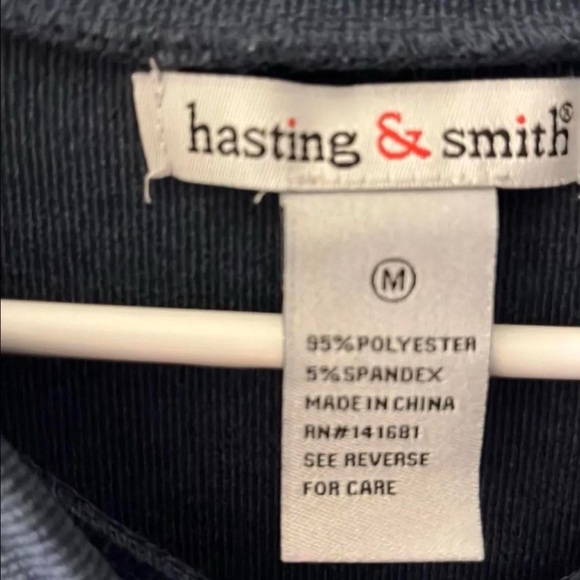 hasting & smith®
M
95%POLYESTER
5%SPANDEX
MADE IN CHINA
RN#141681
SEE REVERSE
FOR CARE